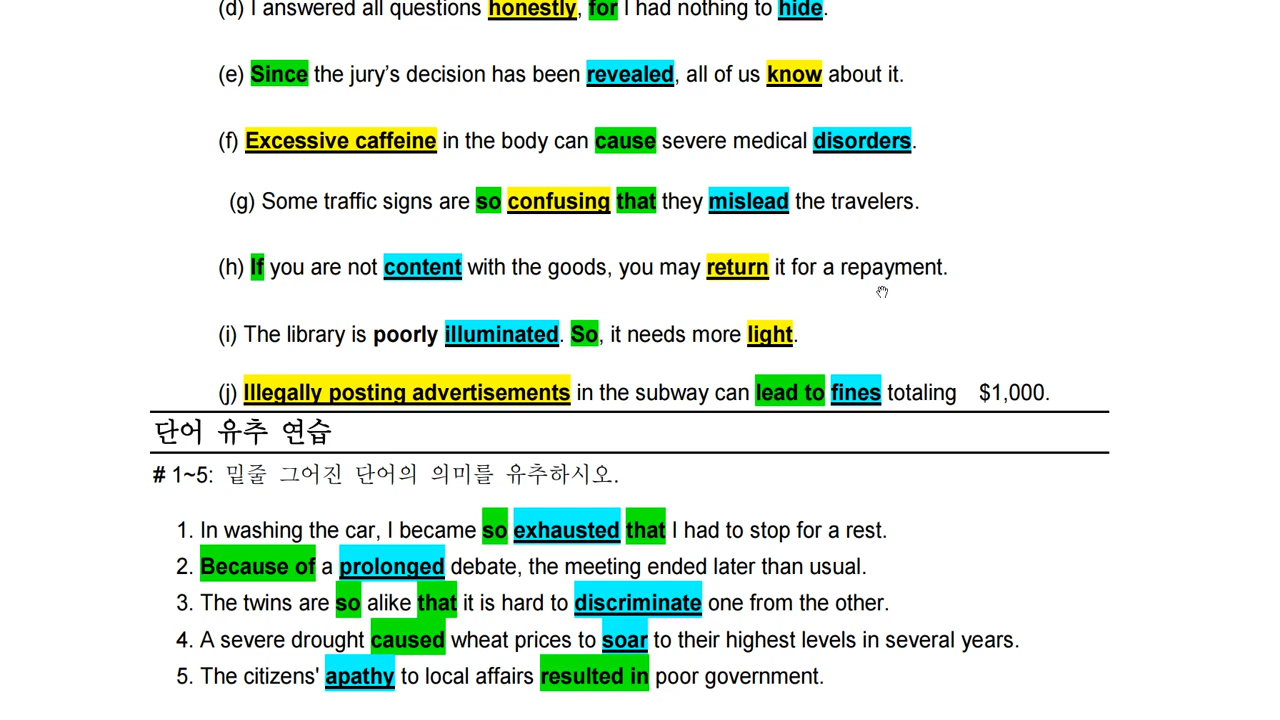 (d) I answered all questions honestly, for I had nothing to hide.
(e) Since the jury’s decision has been revealed, all of us know about it.
(f) Excessive caffeine in the body can cause severe medical disorders.
(g) Some traffic signs are so confusing that they mislead the travelers.
(h) If you are not content with the goods, you may return it for a repayment.
(i) The library is poorly illuminated. So, it needs more light.
(j) Illegally posting advertisements in the subway can lead to fines totaling $1,000.
단어 유추 연습
# 1~5: 밑줄 그어진 단어의 의미를 유추하시오.
1. In washing the car, I became so exhausted that I had to stop for a rest.
2. Because of a prolonged debate, the meeting ended later than usual.
3. The twins are so alike that it is hard to discriminate one from the other.
4. A severe drought caused wheat prices to soar to their highest levels in several years.
5. The citizens' apathy to local affairs resulted in poor government.